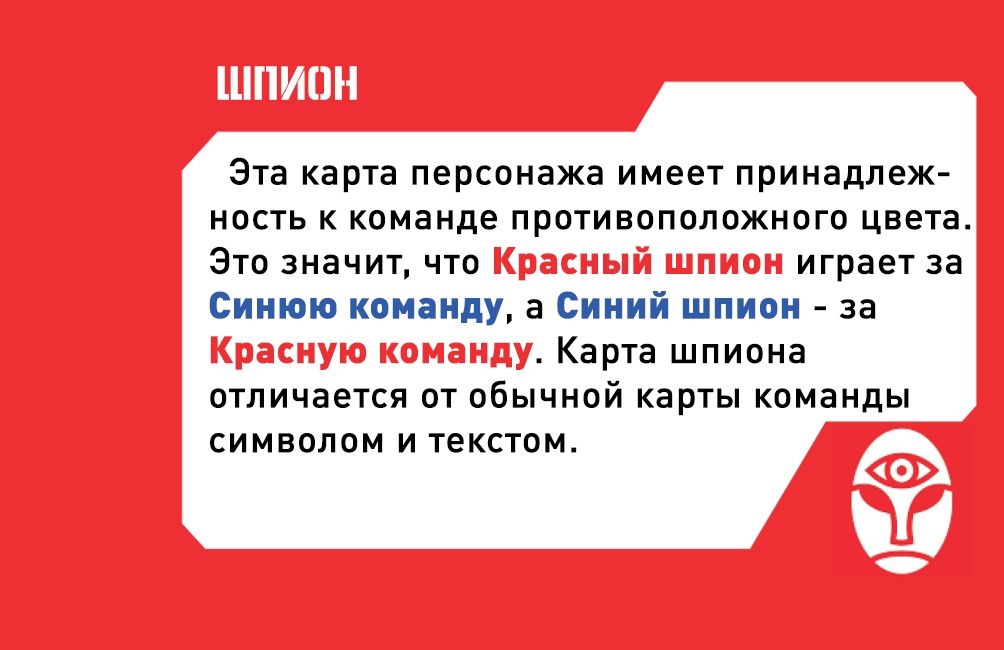 ШПИОН
Эта карта персонажа имеет принадлеж-
ность к команде противоположного цвета.
Это значит, что Красный шпион играет за
Синюю команду, а Синий шпион - за
Красную команду. Карта шпиона
отличается от обычной карты команды
символом и текстом.